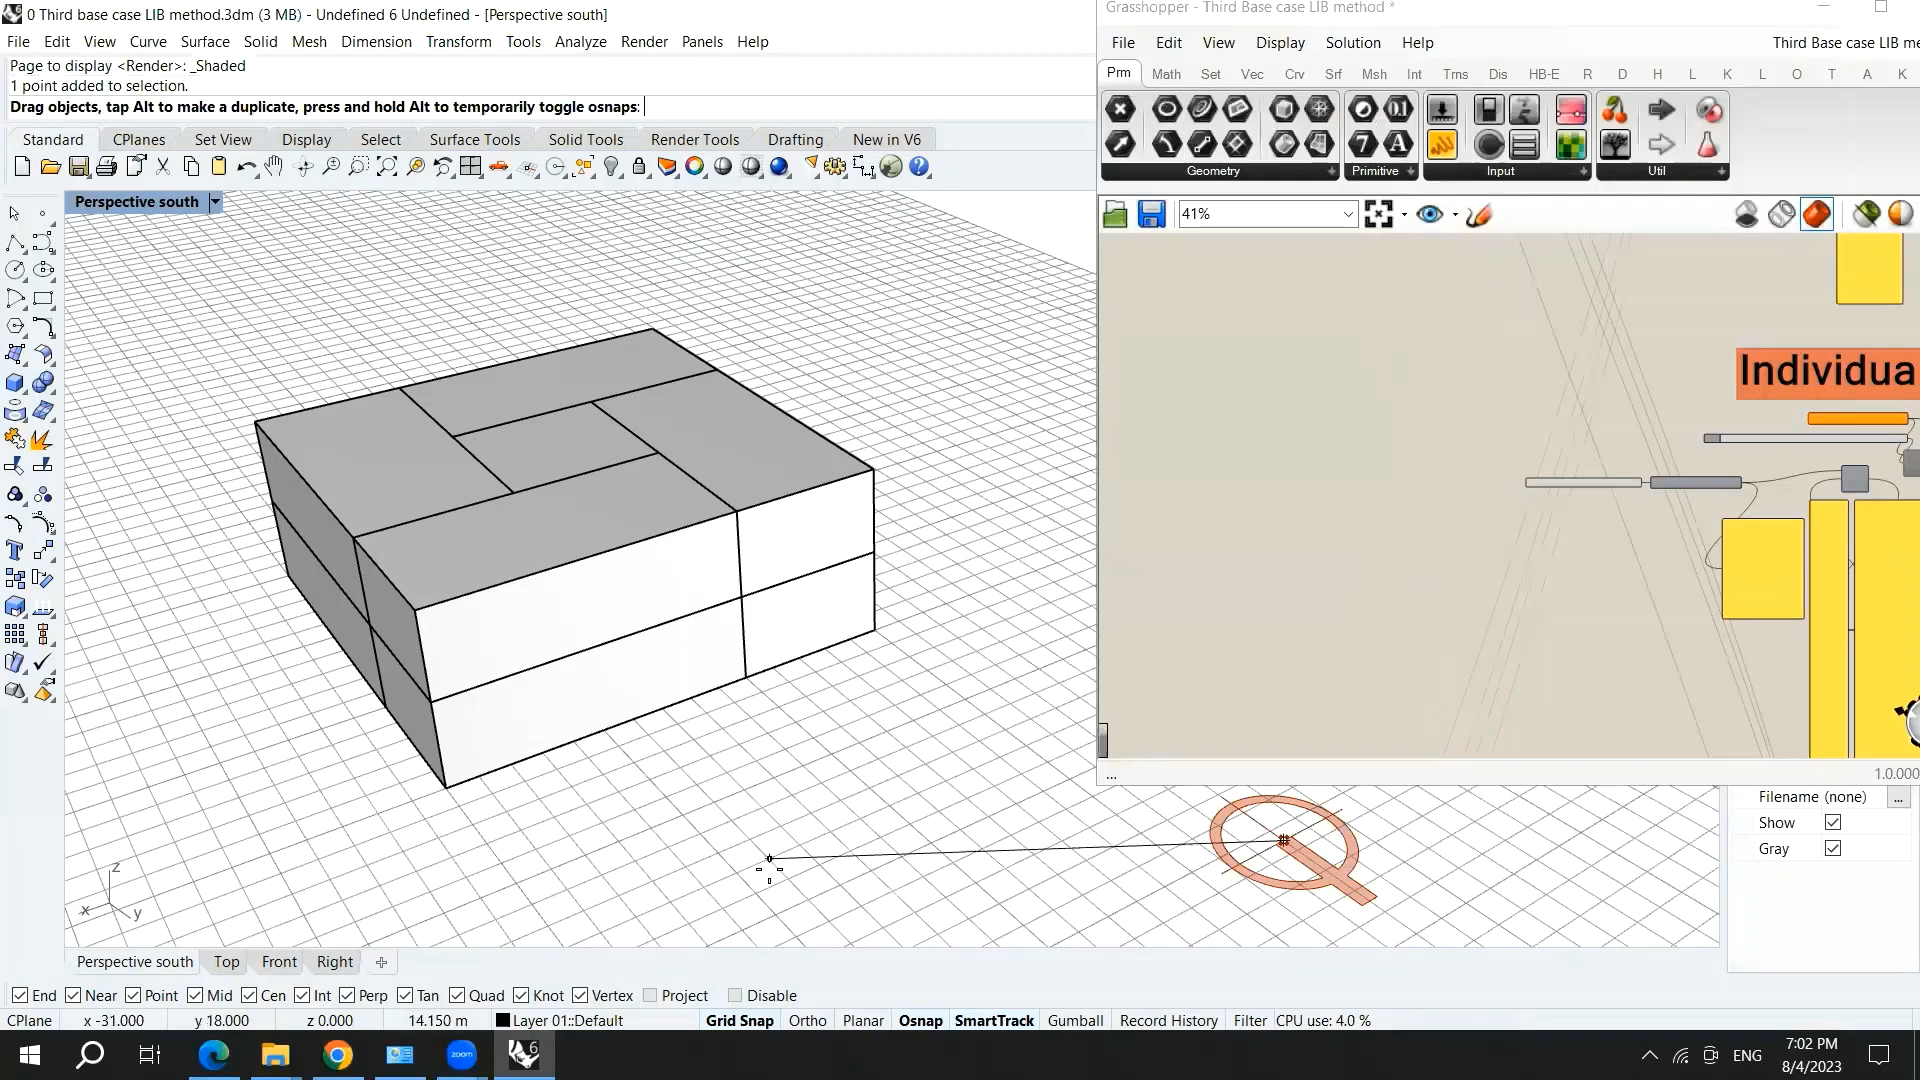 0 Third base case LIB method.3dm (3 MB) - Undefined 6 Undefined - [Perspective south]
File Edit View Curve Surface Solid Mesh Dimension Transform Tools Analyze Render Panels Help
Page to display <Render>: _Shaded
1 point added to selection.
Drag objects, tap Alt to make a duplicate, press and hold Alt to temporarily toggle osnaps:
Standard CPlanes Set View Display Select Surface Tools Solid Tools Render Tools Drafting New in V6
Perspective south
z
x
y
Grasshopper - Third Base case LIB method *
File Edit View Display Solution Help Third Base case LIB me
Prm Math Set Vec Crv Srf Msh Int Trns Dis HB-E R D H L K L O T A K
Geometry Primitive Input Util
41%
Individua
... 1.0.000
Filename (none) ...
Show
Gray
Perspective south Top Front Right
End Near Point Mid Cen Int Perp Tan Quad Knot Vertex Project Disable
CPlane x -31.000 y 18.000 z 0.000 14.150 m Layer 01::Default Grid Snap Ortho Planar Osnap SmartTrack Gumball Record History Filter CPU use: 4.0 %
zoom 6 ENG 7:02 PM
8/4/2023